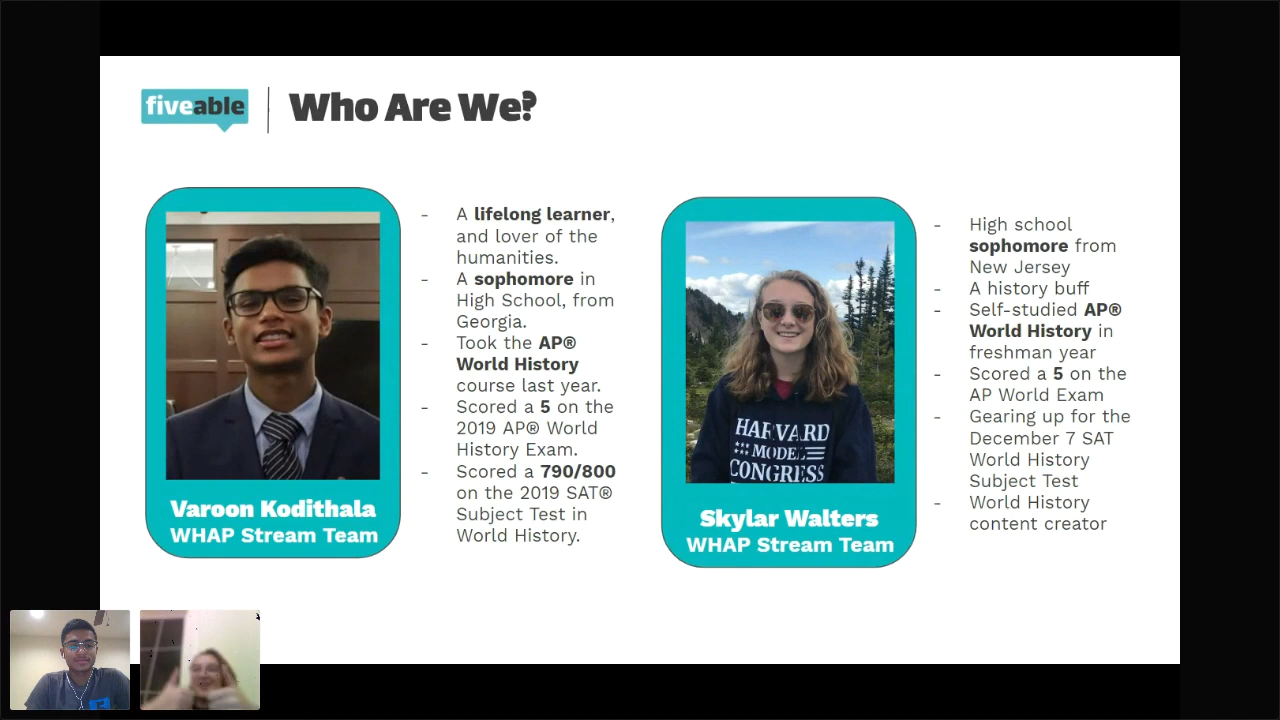 fiveable
Who Are We?
- A lifelong learner,
and lover of the
humanities.
- A sophomore in
High School, from
Georgia.
- Took the AP®
World History
course last year.
- Scored a 5 on the
2019 AP® World
History Exam.
- Scored a 790/800
on the 2019 SAT®
Subject Test in
World History.
Varoon Kodithala
WHAP Stream Team
HARVARD
MODEL
CONGRESS
Skylar Walters
WHAP Stream Team
- High school
sophomore from
New Jersey
- A history buff
- Self-studied AP®
World History in
freshman year
- Scored a 5 on the
AP World Exam
- Gearing up for the
December 7 SAT
World History
Subject Test
- World History
content creator